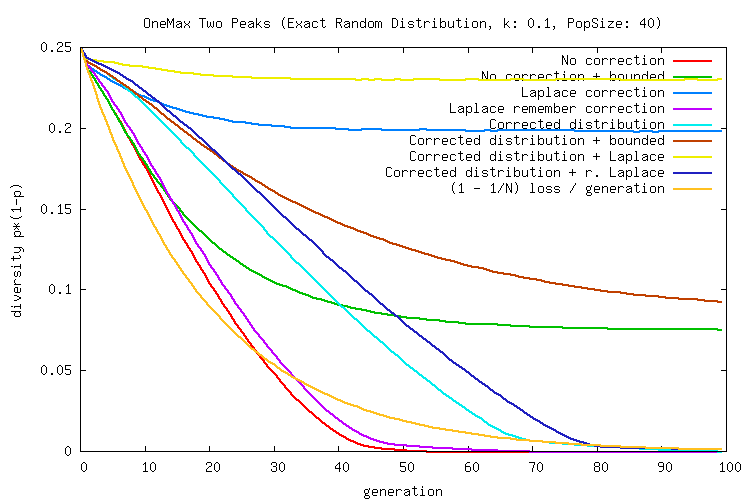 OneMax Two Peaks (Exact Random Distribution, k: 0.1, PopSize: 40)
0.25
0.2
0.15
0.1
0.05
0
diversity p*(1-p)
No correction
No correction + bounded
Laplace correction
Laplace remember correction
Corrected distribution
Corrected distribution + bounded
Corrected distribution + Laplace
Corrected distribution + r. Laplace
(1 - 1/N) loss / generation
0 10 20 30 40 50 60 70 80 90 100
generation